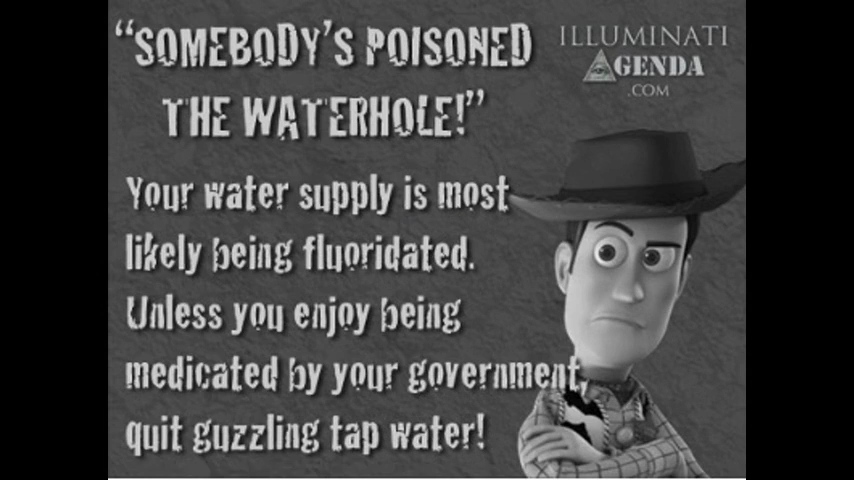 "SOMEBODY'S POISONED
THE WATERHOLE!"
ILLUMINATI
AGENDA
.COM
Your water supply is most
likely being fluoridated.
Unless you enjoy being
medicated by your government,
quit guzzling tap water!